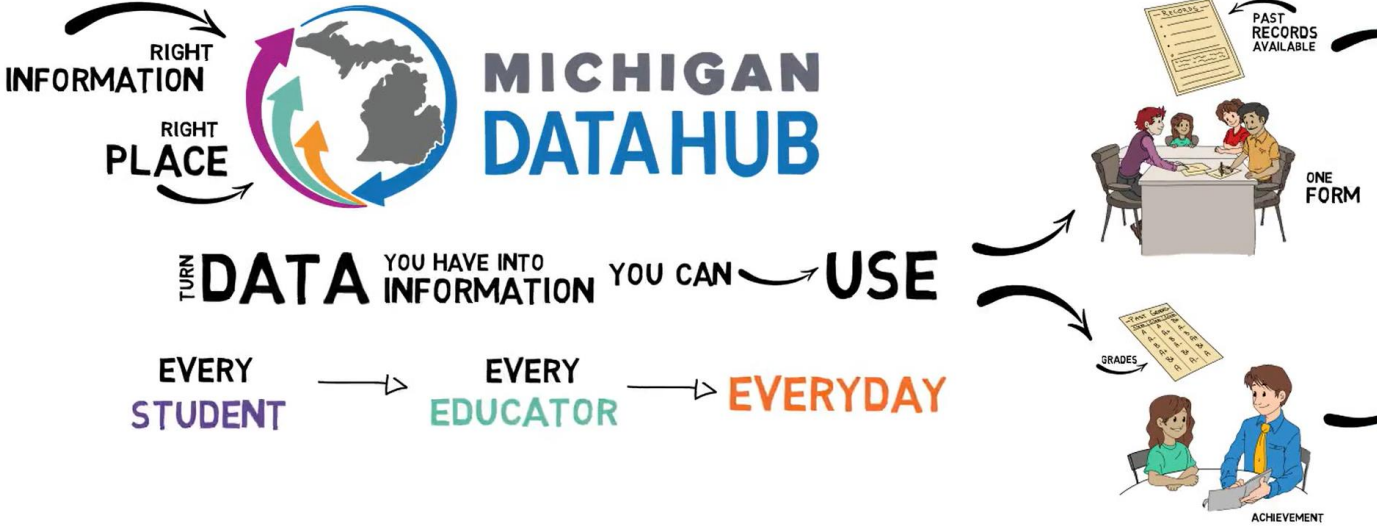 RIGHT
INFORMATION
RIGHT
PLACE
MICHIGAN
DATA HUB
TURN DATA YOU HAVE INTO
INFORMATION YOU CAN USE
EVERY
STUDENT
EVERY
EDUCATOR
EVERYDAY
RECORDS
PAST
RECORDS
AVAILABLE
ONE
FORM
GRADES
ACHIEVEMENT